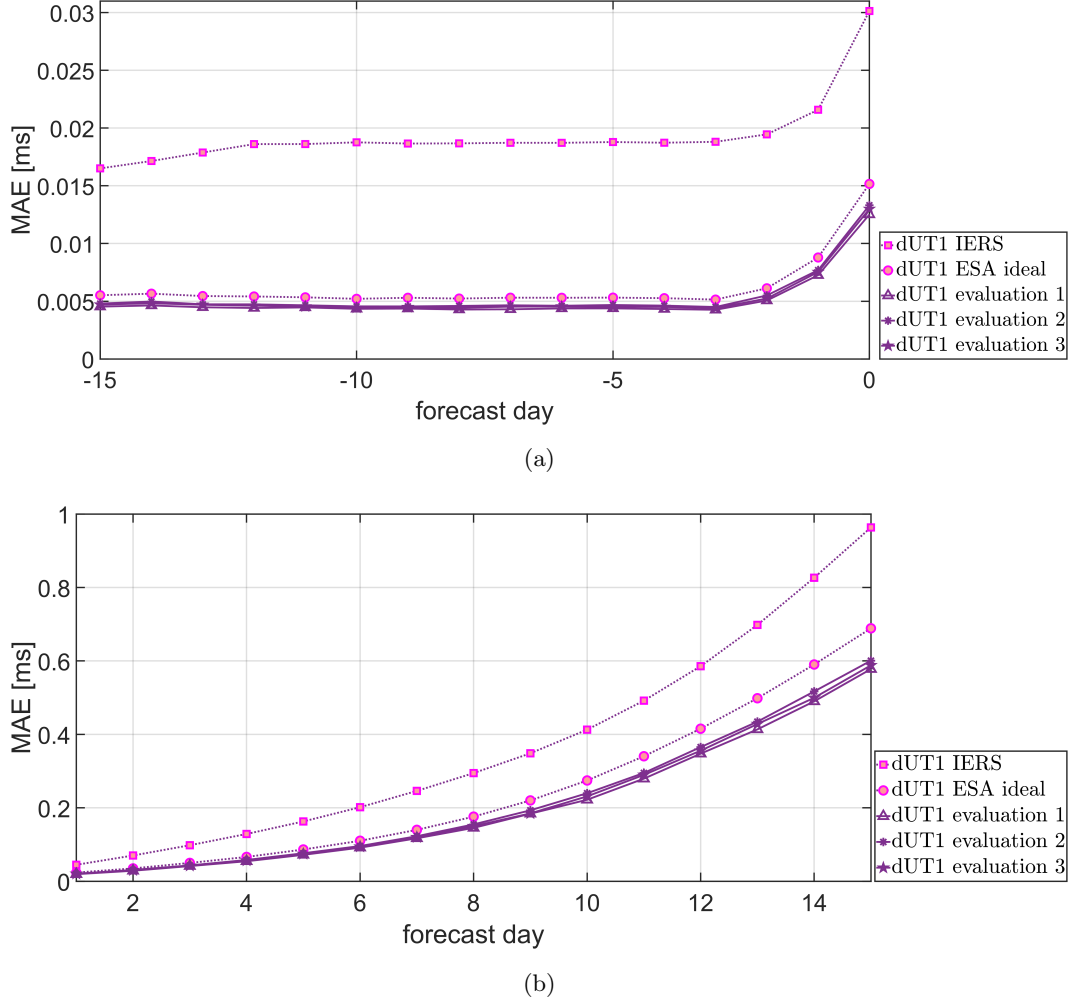 0.03
0.025
0.02
0.015
0.01
0.005
0
MAE [ms]
-15
-10
-5
0
forecast day
dUT1 IERS
dUT1 ESA ideal
dUT1 evaluation 1
dUT1 evaluation 2
dUT1 evaluation 3
(a)
1
0.8
0.6
0.4
0.2
0
MAE [ms]
2
4
6
8
10
12
14
forecast day
dUT1 IERS
dUT1 ESA ideal
dUT1 evaluation 1
dUT1 evaluation 2
dUT1 evaluation 3
(b)